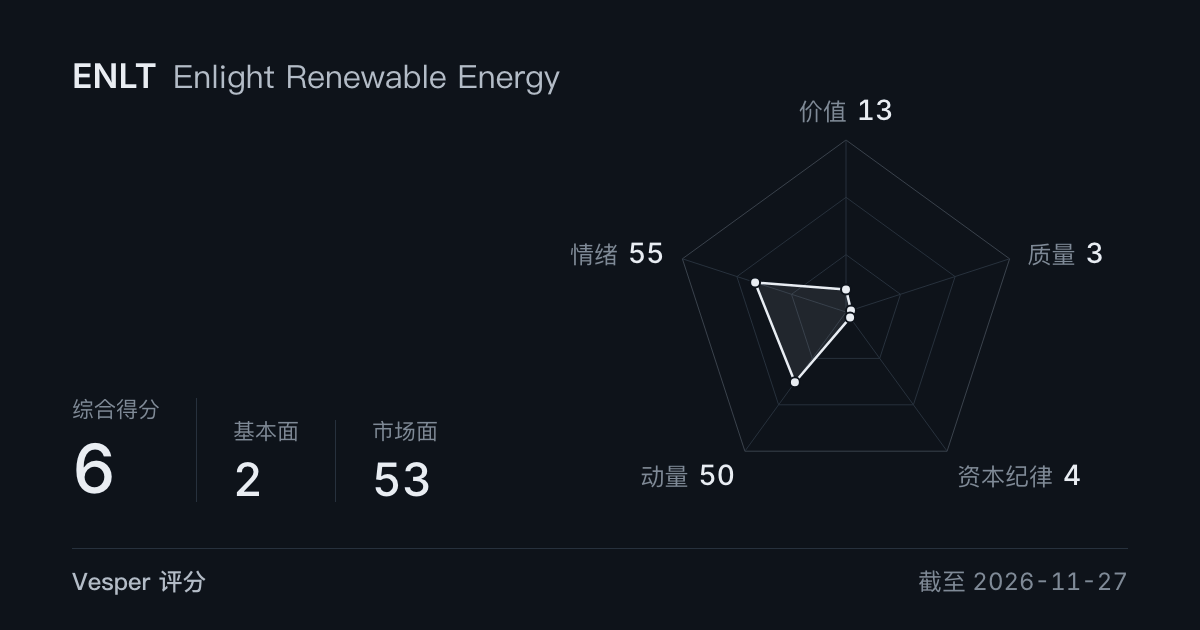 ENLT Enlight Renewable Energy
价值 13
情绪 55
质量 3
动量 50
资本纪律 4
综合得分
6
基本面
2
市场面
53
Vesper 评分
截至 2026-11-27